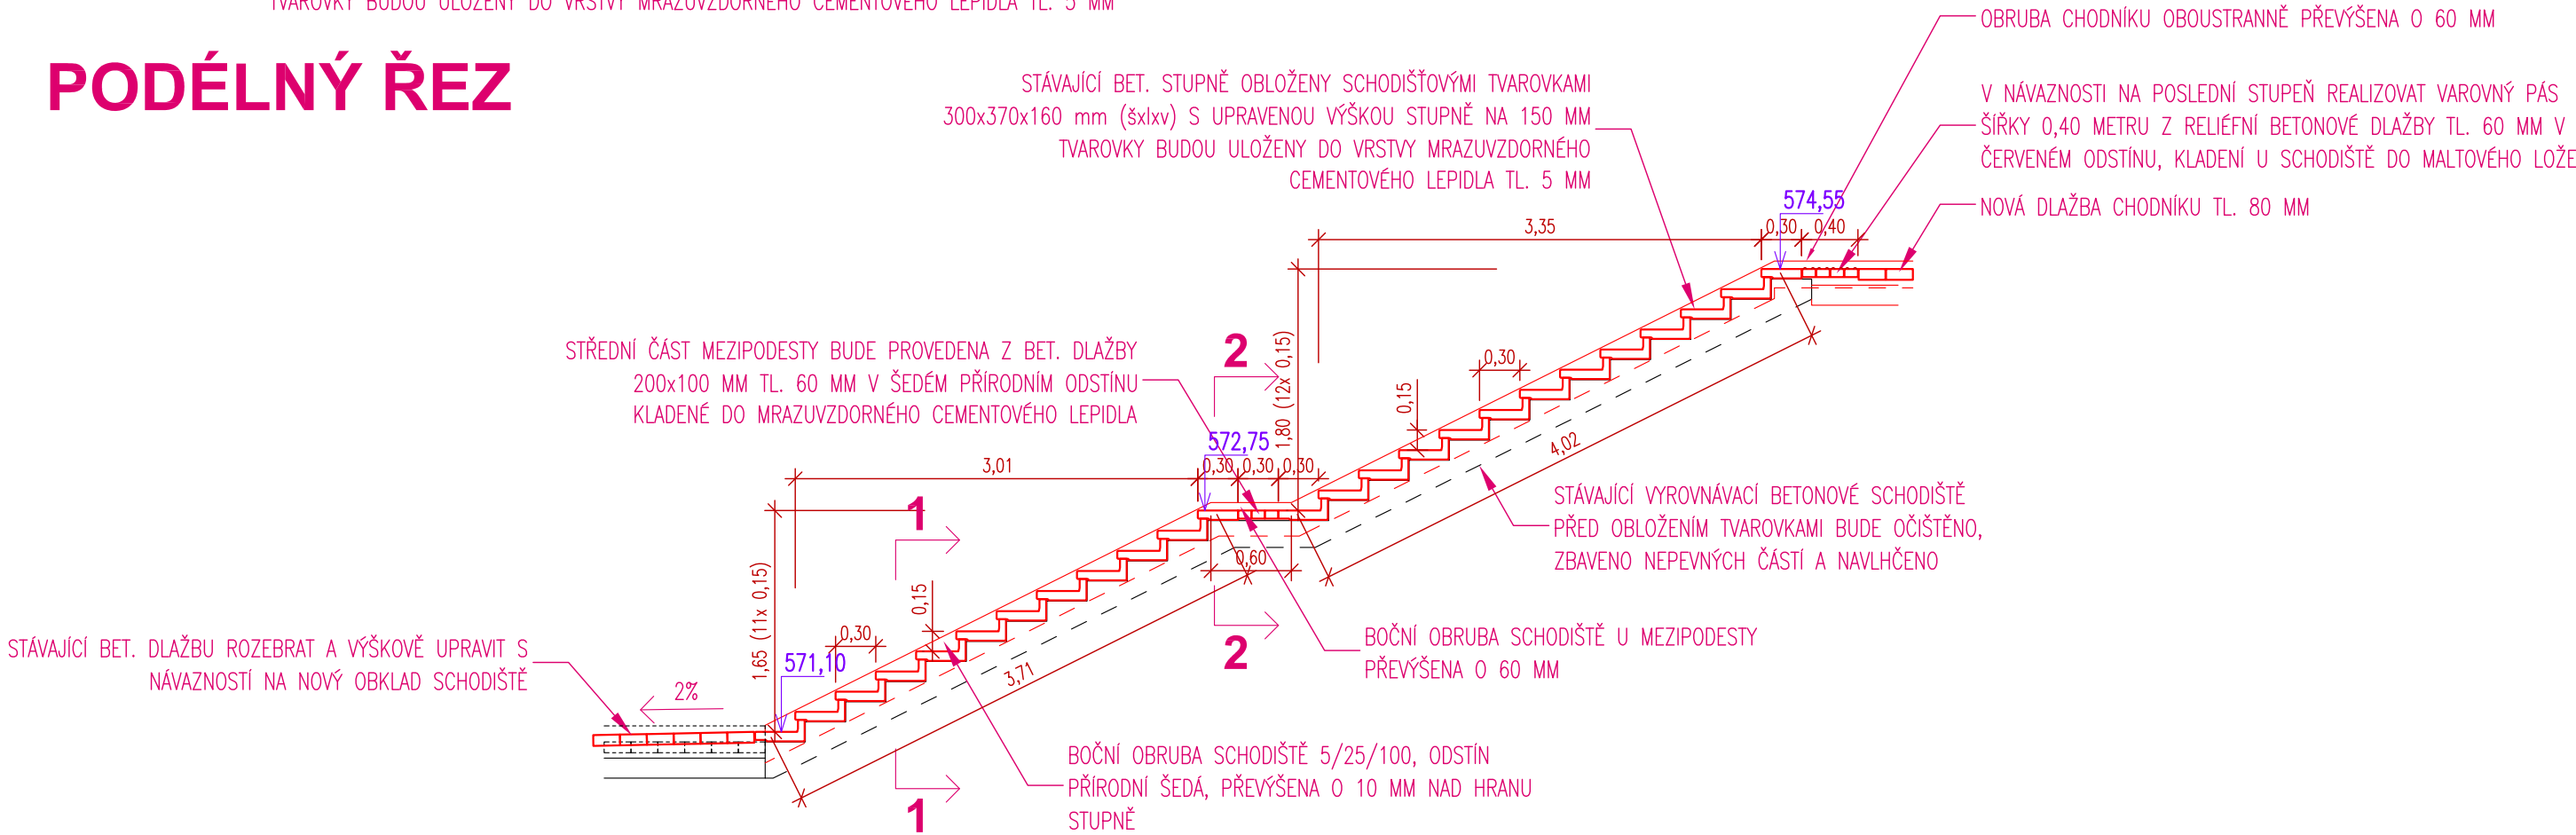 TVAROVKY BUDOU ULOŽENY DO VRSTVY MRAZUVZDORNÉHO CEMENTOVÉHO LEPIDLA TL. 5 MM
PODÉLNÝ ŘEZ
OBRUBA CHODNÍKU OBOUSTRANNĚ PŘEVÝŠENA O 60 MM
STÁVAJÍCÍ BET. STUPNĚ OBLOŽENY SCHODIŠŤOVÝMI TVAROVKAMI
300x370x160 mm (šxlxv) S UPRAVENOU VÝŠKOU STUPNĚ NA 150 MM
TVAROVKY BUDOU ULOŽENY DO VRSTVY MRAZUVZDORNÉHO
CEMENTOVÉHO LEPIDLA TL. 5 MM
V NÁVAZNOSTI NA POSLEDNÍ STUPEŇ REALIZOVAT VAROVNÝ PÁS
ŠÍŘKY 0,40 METRU Z RELIÉFNÍ BETONOVÉ DLAŽBY TL. 60 MM V
ČERVENÉM ODSTÍNU, KLADENÍ U SCHODIŠTĚ DO MALTOVÉHO LOŽE
NOVÁ DLAŽBA CHODNÍKU TL. 80 MM
574,55
3,35
0,30
0,40
1,80 (12x 0,15)
STŘEDNÍ ČÁST MEZIPODESTY BUDE PROVEDENA Z BET. DLAŽBY
200x100 MM TL. 60 MM V ŠEDÉM PŘÍRODNÍM ODSTÍNU
KLADENÉ DO MRAZUVZDORNÉHO CEMENTOVÉHO LEPIDLA
2
0,30
0,15
4,02
572,75
3,01
0,30
0,30
0,30
STÁVAJÍCÍ VYROVNÁVACÍ BETONOVÉ SCHODIŠTĚ
PŘED OBLOŽENÍM TVAROVKAMI BUDE OČIŠTĚNO,
ZBAVENO NEPEVNÝCH ČÁSTÍ A NAVLHČENO
1
0,60
1,65 (11x 0,15)
0,15
0,30
571,10
3,71
2
BOČNÍ OBRUBA SCHODIŠTĚ U MEZIPODESTY
PŘEVÝŠENA O 60 MM
STÁVAJÍCÍ BET. DLAŽBU ROZEBRAT A VÝŠKOVĚ UPRAVIT S
NÁVAZNOSTÍ NA NOVÝ OBKLAD SCHODIŠTĚ
2%
BOČNÍ OBRUBA SCHODIŠTĚ 5/25/100, ODSTÍN
PŘÍRODNÍ ŠEDÁ, PŘEVÝŠENA O 10 MM NAD HRANU
STUPNĚ
1